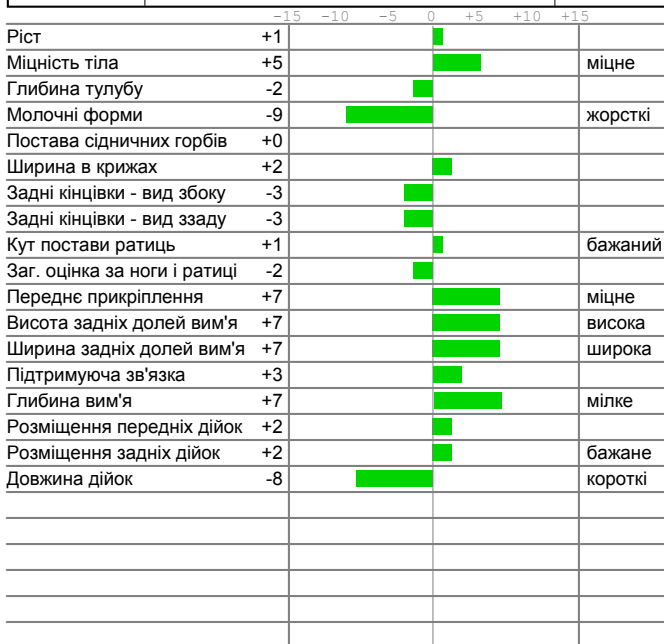 -15 -10 -5 0 +5 +10 +15
Ріст +1
Міцність тіла +5 міцне
Глибина тулубу -2
Молочні форми -9 жорсткі
Постава сідничних горбів +0
Ширина в крижах +2
Задні кінцівки - вид збоку -3
Задні кінцівки - вид ззаду -3
Кут постави ратиць +1 бажаний
Заг. оцінка за ноги і ратиці -2
Переднє прикріплення +7 міцне
Висота задніх долей вим'я +7 висока
Ширина задніх долей вим'я +7 широка
Підтримуюча зв'язка +3
Глибина вим'я +7 мілке
Розміщення передніх дійок +2
Розміщення задніх дійок +2 бажане
Довжина дійок -8 короткі